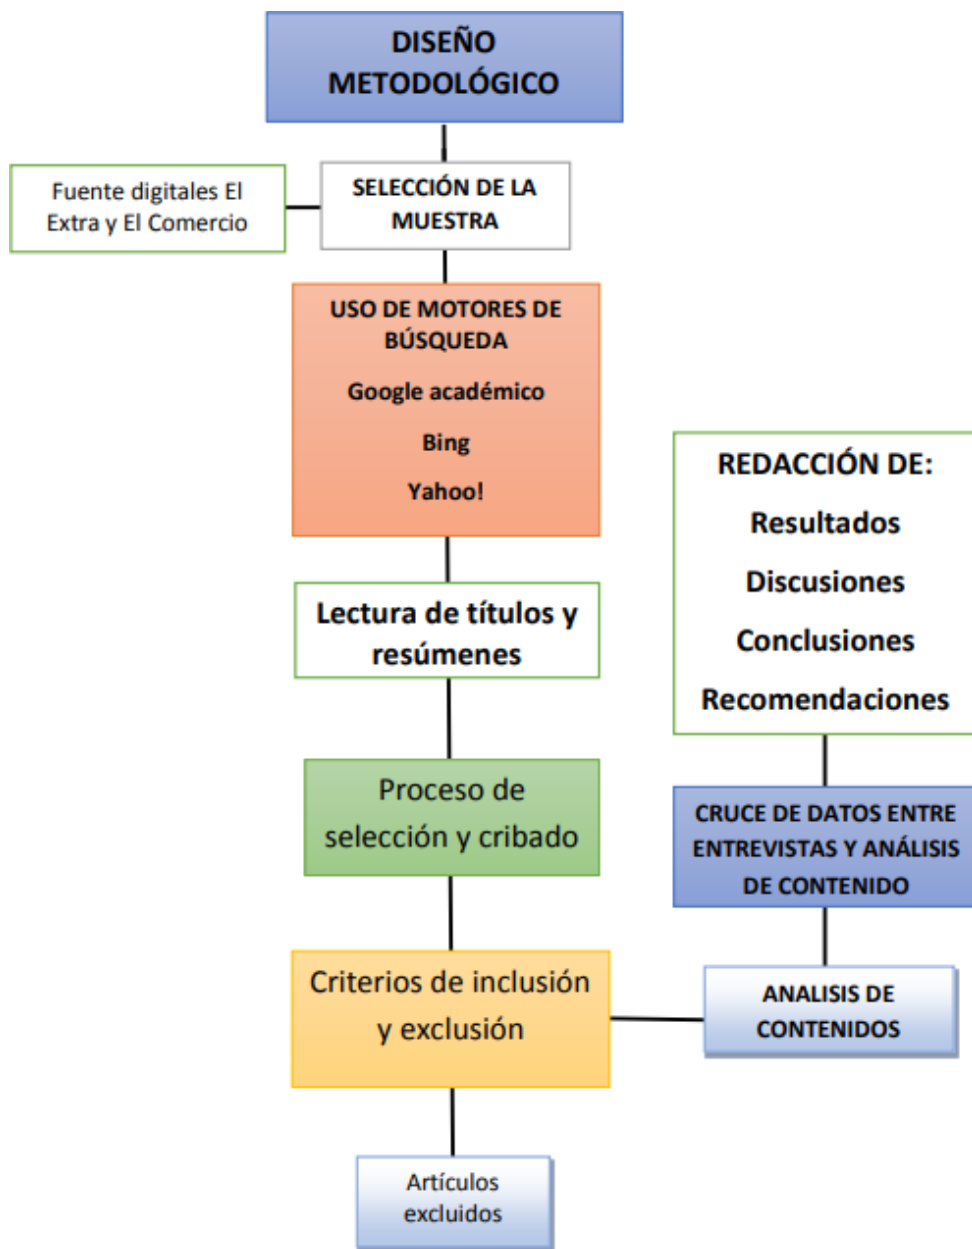 DISEÑO
METODOLÓGICO
Fuente digitales El
Extra y El Comercio
SELECCIÓN DE LA
MUESTRA
USO DE MOTORES DE
BÚSQUEDA
Google académico
Bing
Yahoo!
Lectura de títulos y
resúmenes
Proceso de
selección y cribado
Criterios de inclusión
y exclusión
Artículos
excluidos
ANALISIS DE
CONTENIDOS
CRUCE DE DATOS ENTRE
ENTREVISTAS Y ANÁLISIS
DE CONTENIDO
REDACCIÓN DE:
Resultados
Discusiones
Conclusiones
Recomendaciones